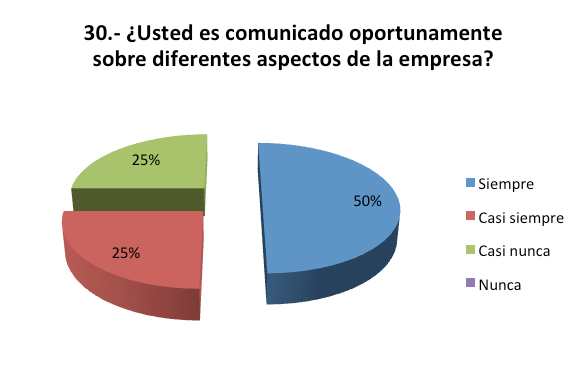 30.- ¿Usted es comunicado oportunamente
sobre diferentes aspectos de la empresa?
25%
50%
25%
Siempre
Casi siempre
Casi nunca
Nunca